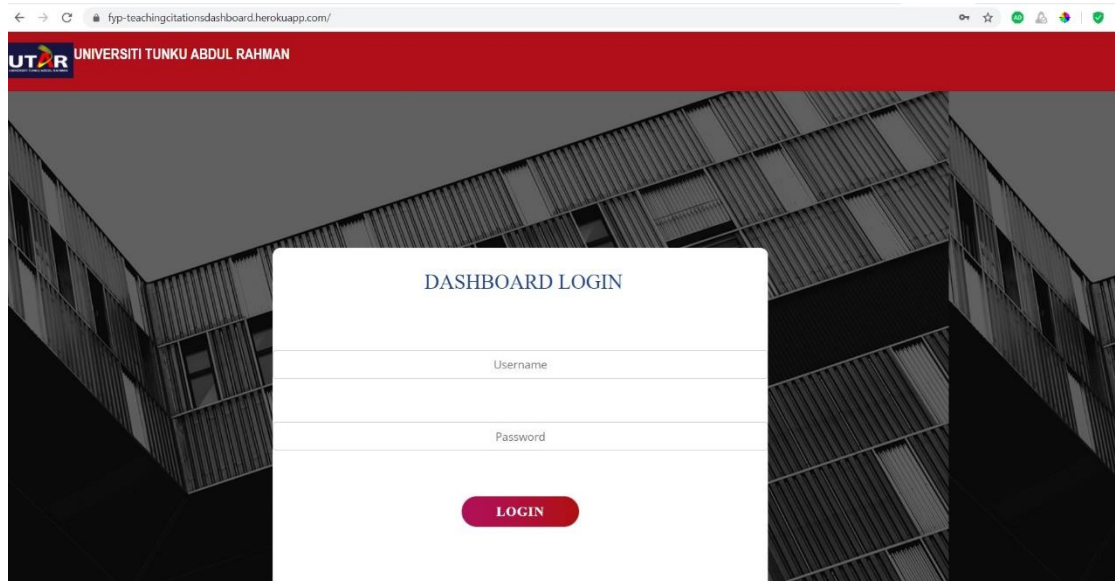 fyp-teachingcitationsdashboard.herokuapp.com/
UTAR
UNIVERSITI TUNKU ABDUL RAHMAN
DASHBOARD LOGIN
Username
Password
LOGIN